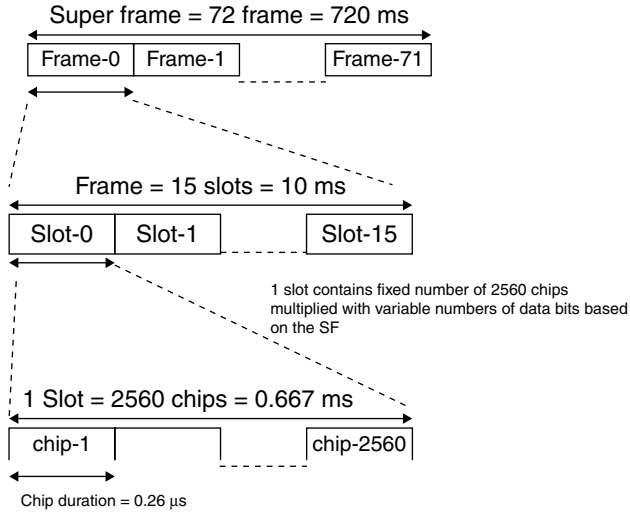 Super frame = 72 frame = 720 ms
Frame-0 Frame-1 Frame-71
Frame = 15 slots = 10 ms
Slot-0 Slot-1 Slot-15
1 slot contains fixed number of 2560 chips
multiplied with variable numbers of data bits based
on the SF
1 Slot = 2560 chips = 0.667 ms
chip-1 chip-2560
Chip duration = 0.26 μs